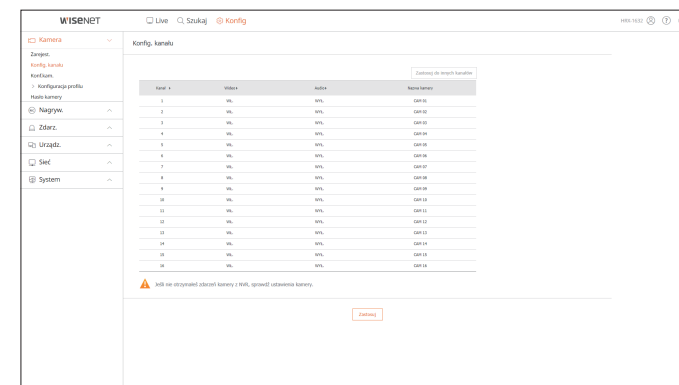 WISENET
Live Szukaj Konfig
HRX-1632
Kamera
Konfig. kanału
Zarejest.
Konfig. kanału
Konf.kam.
Konfiguracja profilu
Hasło kamery
Nagryw.
Zdarz.
Urządz.
Sieć
System
Zastosuj do innych kanałów
Kanał Wideo Audio Nazwa kamery
1 WŁ. WYŁ. CAM 01
2 WŁ. WYŁ. CAM 02
3 WŁ. WYŁ. CAM 03
4 WŁ. WYŁ. CAM 04
5 WŁ. WYŁ. CAM 05
6 WŁ. WYŁ. CAM 06
7 WŁ. WYŁ. CAM 07
8 WŁ. WYŁ. CAM 08
9 WŁ. WYŁ. CAM 09
10 WŁ. WYŁ. CAM 10
11 WŁ. WYŁ. CAM 11
12 WŁ. WYŁ. CAM 12
13 WŁ. WYŁ. CAM 13
14 WŁ. WYŁ. CAM 14
15 WŁ. WYŁ. CAM 15
16 WŁ. WYŁ. CAM 16
Jeśli nie otrzymałeś zdarzeń kamery z NVR, sprawdź ustawienia kamery.
Zastosuj